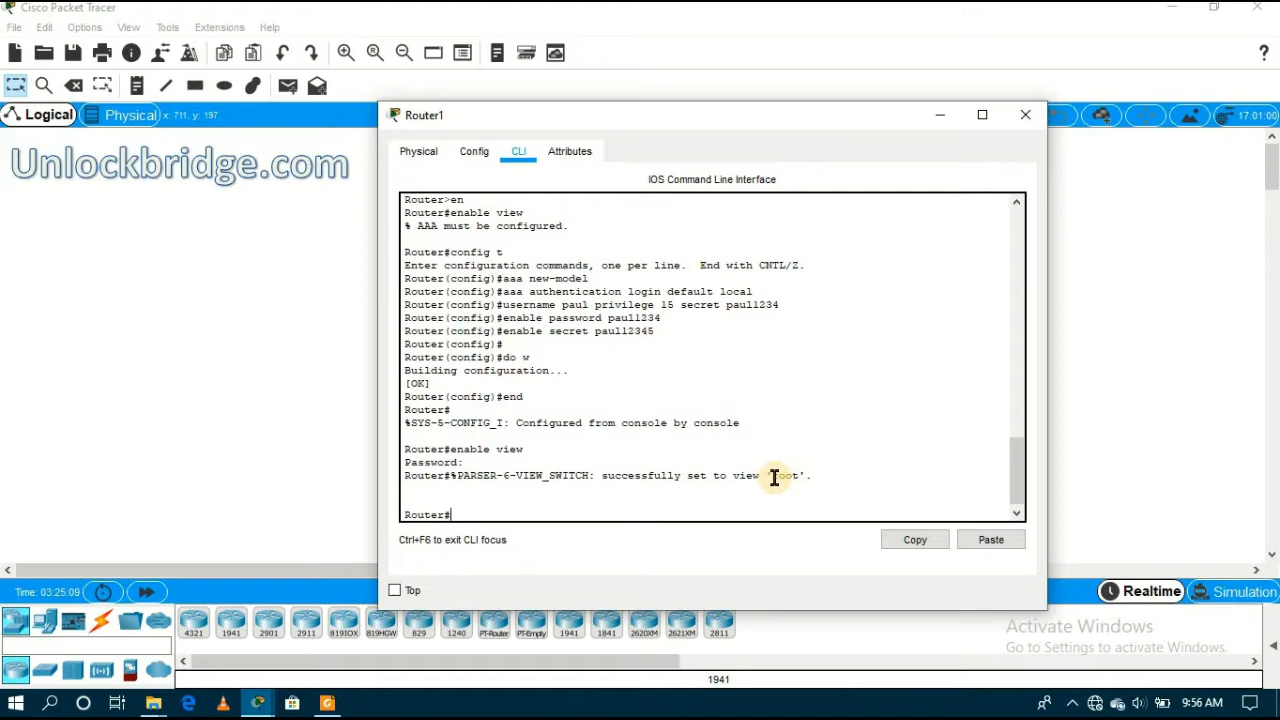 Cisco Packet Tracer
File Edit Options View Tools Extensions Help
Logical Physical x: 711, y: 197
17:01:00
Unlockbridge.com
Router1
Physical Config CLI Attributes
IOS Command Line Interface
Router>en
Router#enable view
% AAA must be configured.
Router#config t
Enter configuration commands, one per line. End with CNTL/Z.
Router(config)#aaa new-model
Router(config)#aaa authentication login default local
Router(config)#username paul privilege 15 secret paul1234
Router(config)#enable password paul1234
Router(config)#enable secret paul12345
Router(config)#
Router(config)#do w
Building configuration...
[OK]
Router(config)#end
Router#
%SYS-5-CONFIG_I: Configured from console by console
Router#enable view
Password:
Router#%PARSER-6-VIEW_SWITCH: successfully set to view 'root'.
Router#
Ctrl+F6 to exit CLI focus
Copy Paste
Top
Time: 03:25:09
Realtime Simulation
4321 1941 2901 2911 819IOX 819HGW 829 1240 PT-Router PT-Empty 1941 1841 2620XM 2621XM 2811
Activate Windows
Go to Settings to activate Windows.
1941
9:56 AM